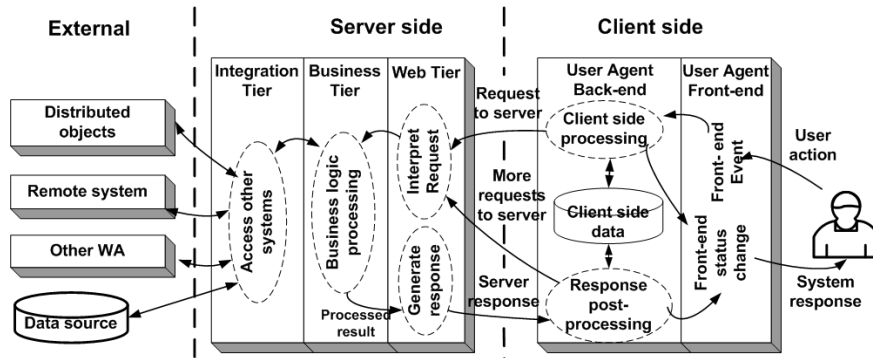 External
Server side
Client side
Integration
Tier
Business
Tier
Web Tier
User Agent
Back-end
User Agent
Front-end
Distributed
objects
Remote system
Other WA
Data source
Access other
systems
Business logic
processing
Interpret
Request
Generate
response
Processed
result
Request
to server
More
requests
to server
Server
response
Client side
processing
Client side
data
Response
post-
processing
Front- end
Event
Front-end
status
change
User
action
System
response